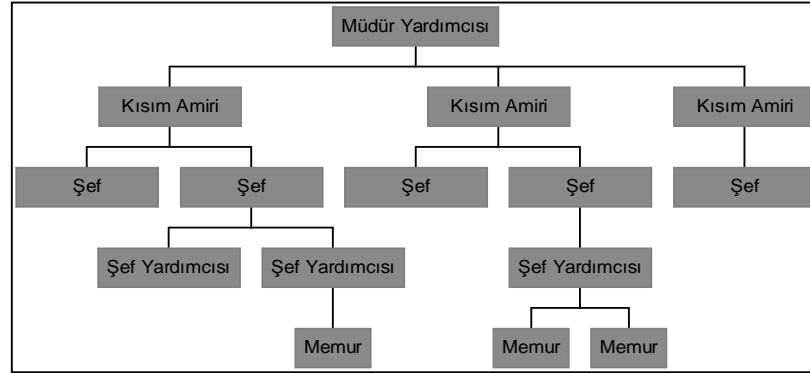 Müdür Yardımcısı
Kısım Amiri Kısım Amiri Kısım Amiri
Şef Şef Şef Şef Şef
Şef Yardımcısı Şef Yardımcısı Şef Yardımcısı
Memur Memur Memur